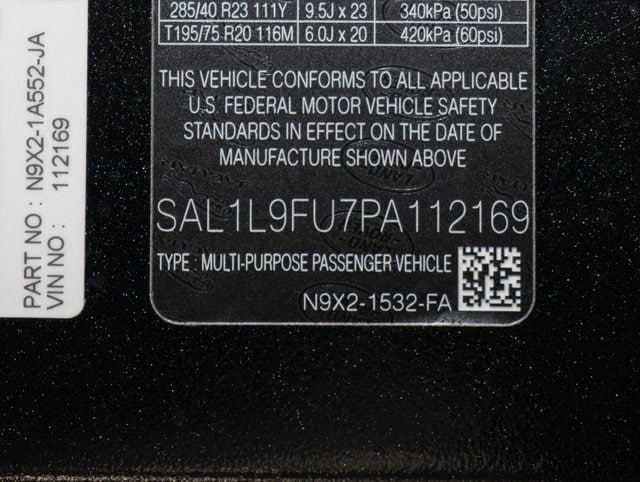 285/40 R23 111Y 9.5J x 23 340kPa (50psi)
T195/75 R20 116M 6.0J x 20 420kPa (60psi)
THIS VEHICLE CONFORMS TO ALL APPLICABLE
U.S. FEDERAL MOTOR VEHICLE SAFETY
STANDARDS IN EFFECT ON THE DATE OF
MANUFACTURE SHOWN ABOVE
SAL1L9FU7PA112169
TYPE : MULTI-PURPOSE PASSENGER VEHICLE
N9X2-1532-FA
PART NO : N9X2-1A552-JA
VIN NO : 112169